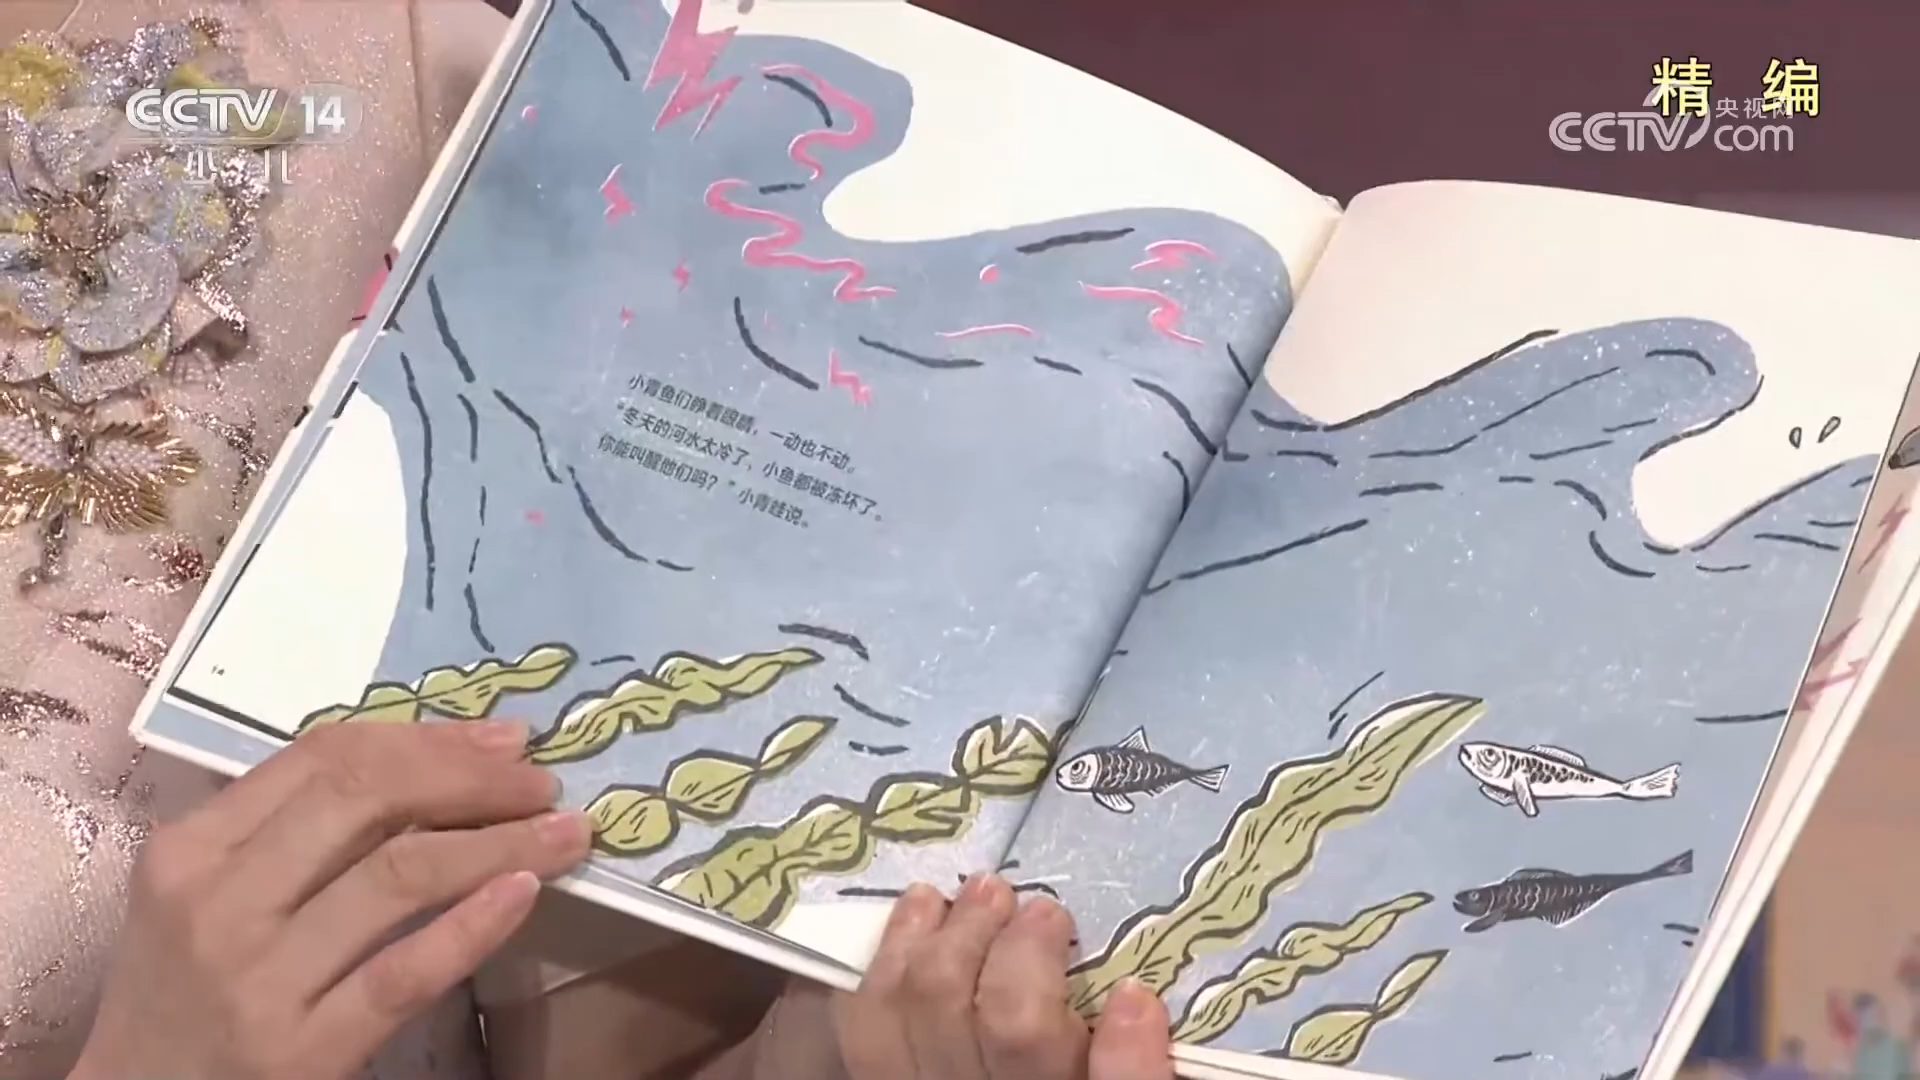 CCTV 14
少儿
精 编
央视网
CCTV com
小青鱼们睁着眼睛，一动也不动。
“冬天的河水太冷了，小鱼都被冻坏了。
你能叫醒他们吗？”小青蛙说。
14